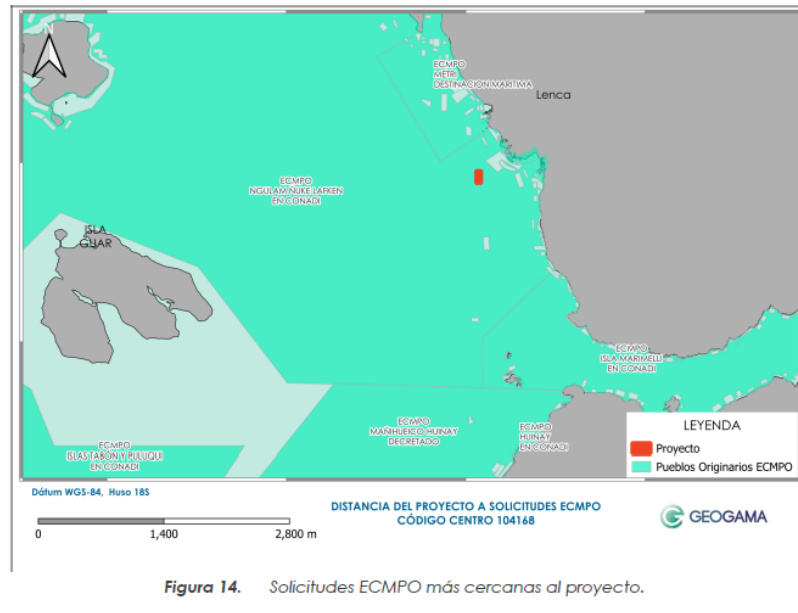 N
ECMPO
METRI
DESTINACION MARITIMA
Lenca
ECMPO
NGULAM ÑUKE LAFKEN
EN CONADI
ISLA
GUAR
ECMPO
ISLA MARIMELLI
EN CONADI
ECMPO
MAÑIHUEICO HUINAY
DECRETADO
ECMPO
HUINAY
EN CONADI
ECMPO
ISLAS TABÓN Y PULUQUI
EN CONADI
LEYENDA
Proyecto
Pueblos Originarios ECMPO
Dátum WGS-84, Huso 18S
DISTANCIA DEL PROYECTO A SOLICITUDES ECMPO
CÓDIGO CENTRO 104168
GEOGAMA
0 1,400 2,800 m
Figura 14. Solicitudes ECMPO más cercanas al proyecto.